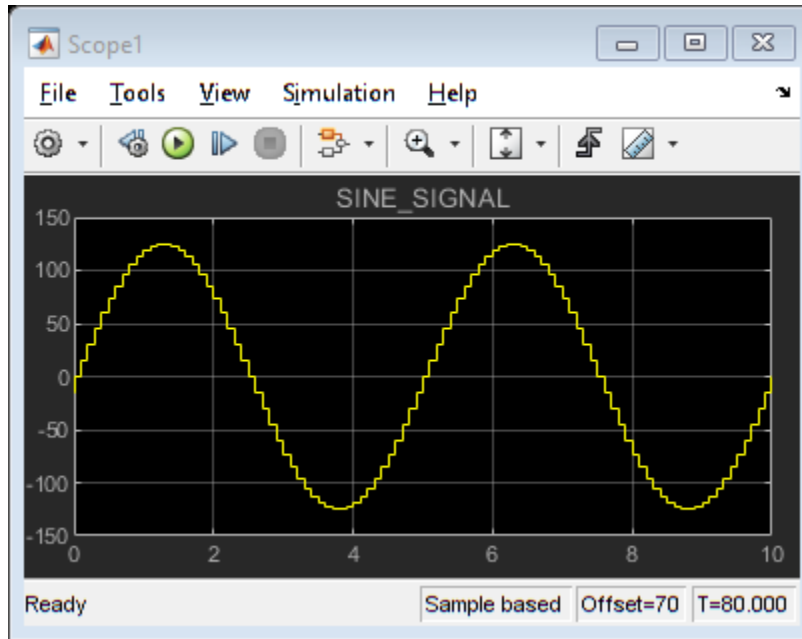 Scope1
File Tools View Simulation Help
SINE_SIGNAL
150
100
50
0
-50
-100
-150
0 2 4 6 8 10
Ready Sample based Offset=70 T=80.000